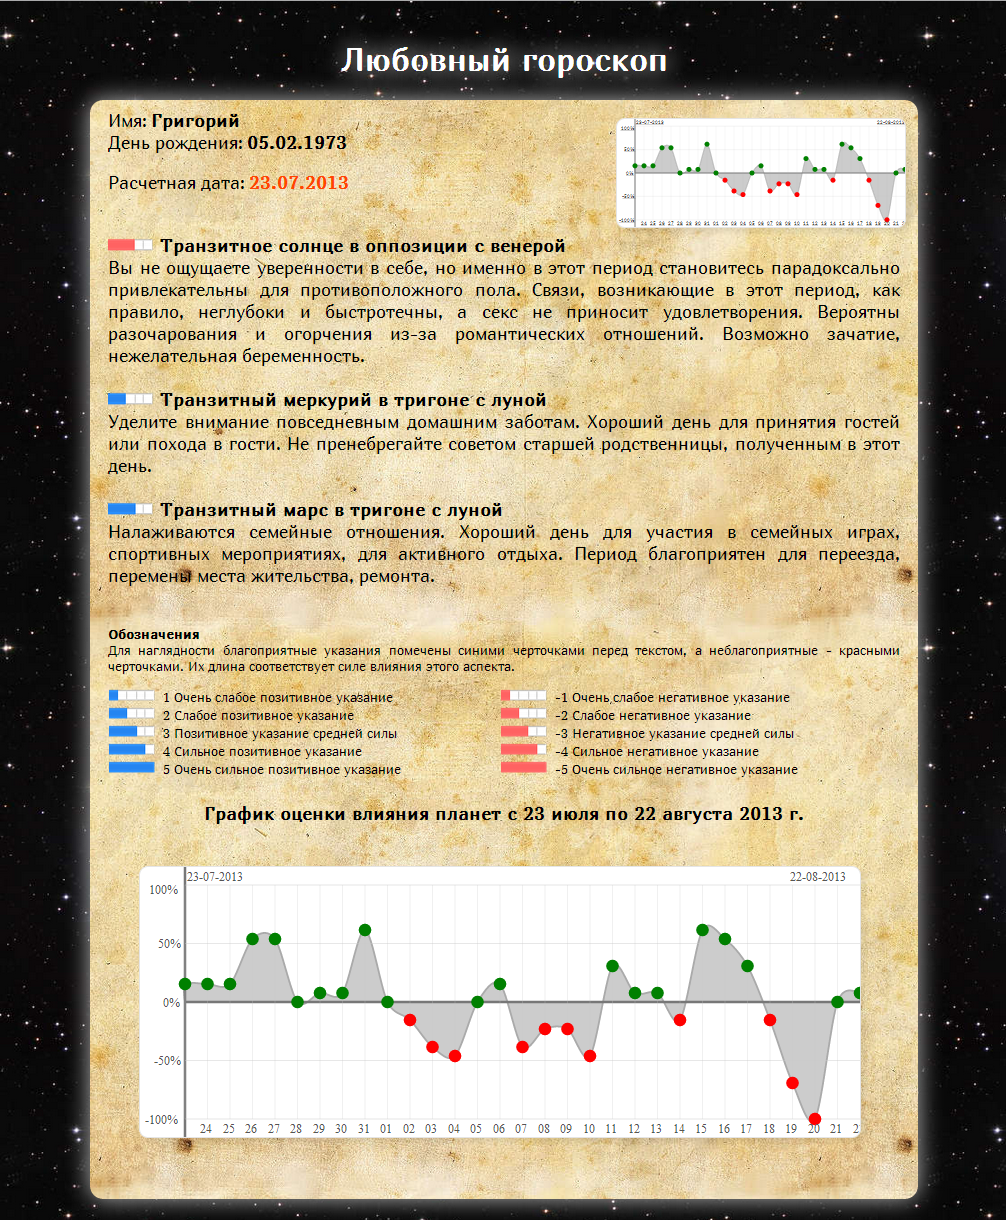 Любовный гороскоп
Имя: Григорий
День рождения: 05.02.1973
Расчетная дата: 23.07.2013
23-07-2013 22-08-2013
100%
50%
0%
-50%
-100%
24 25 26 27 28 29 30 31 01 02 03 04 05 06 07 08 09 10 11 12 13 14 15 16 17 18 19 20 21
Транзитное солнце в оппозиции с венерой
Вы не ощущаете уверенности в себе, но именно в этот период становитесь парадоксально
привлекательны для противоположного пола. Связи, возникающие в этот период, как
правило, неглубоки и быстротечны, а секс не приносит удовлетворения. Вероятны
разочарования и огорчения из-за романтических отношений. Возможно зачатие,
нежелательная беременность.
Транзитный меркурий в тригоне с луной
Уделите внимание повседневным домашним заботам. Хороший день для принятия гостей
или похода в гости. Не пренебрегайте советом старшей родственницы, полученным в этот
день.
Транзитный марс в тригоне с луной
Налаживаются семейные отношения. Хороший день для участия в семейных играх,
спортивных мероприятиях, для активного отдыха. Период благоприятен для переезда,
перемены места жительства, ремонта.
Обозначения
Для наглядности благоприятные указания помечены синими черточками перед текстом, а неблагоприятные - красными
черточками. Их длина соответствует силе влияния этого аспекта.
1 Очень слабое позитивное указание
2 Слабое позитивное указание
3 Позитивное указание средней силы
4 Сильное позитивное указание
5 Очень сильное позитивное указание
-1 Очень слабое негативное указание
-2 Слабое негативное указание
-3 Негативное указание средней силы
-4 Сильное негативное указание
-5 Очень сильное негативное указание
График оценки влияния планет с 23 июля по 22 августа 2013 г.
23-07-2013 22-08-2013
100%
50%
0%
-50%
-100%
24 25 26 27 28 29 30 31 01 02 03 04 05 06 07 08 09 10 11 12 13 14 15 16 17 18 19 20 21 2